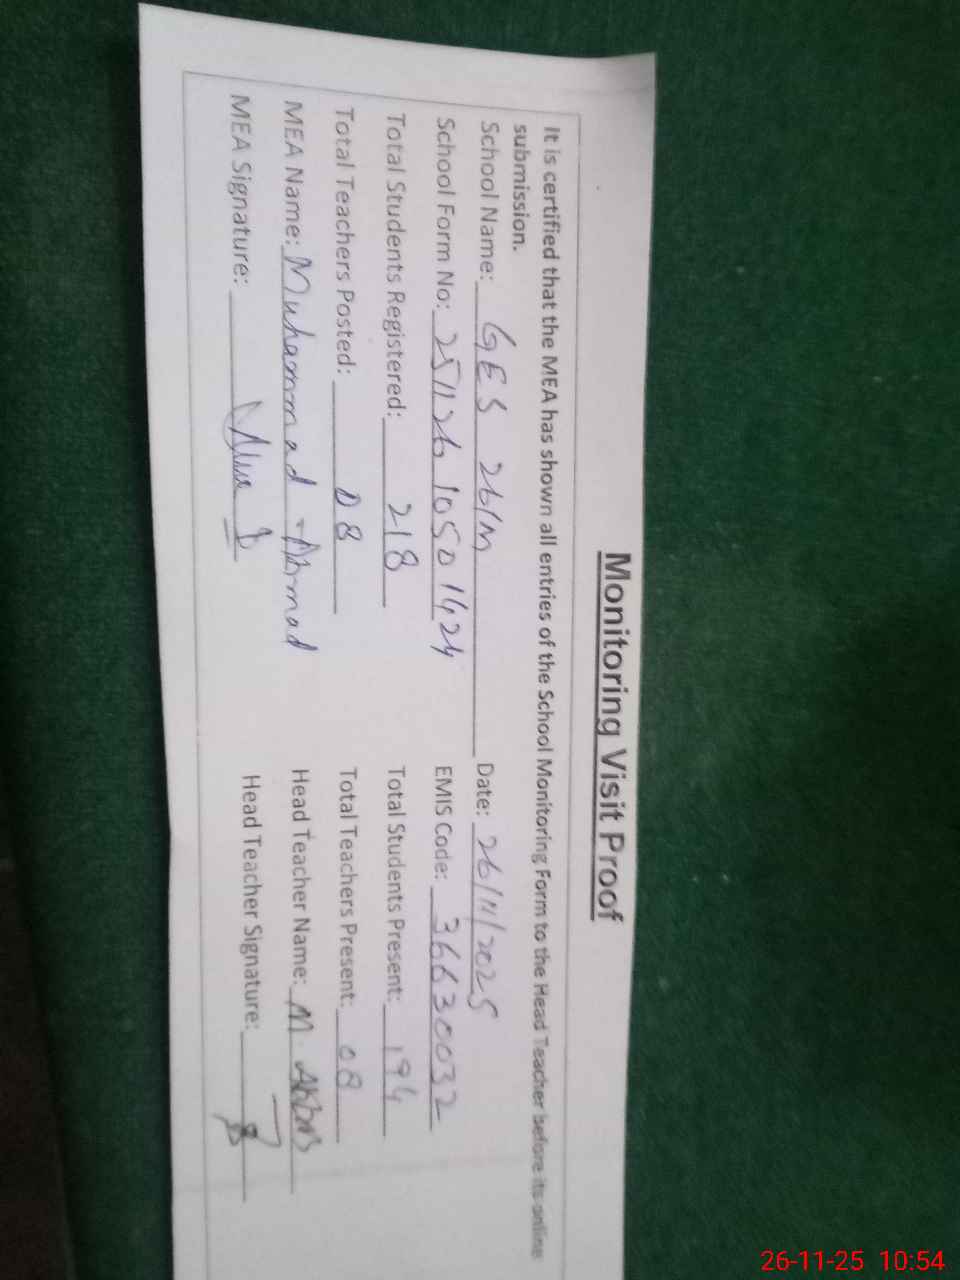 Monitoring Visit Proof
It is certified that the MEA has shown all entries of the School Monitoring Form to the Head Teacher before its online
submission.
School Name: GES 26/M Date: 26/11/2025
School Form No: 251126 10501424 EMIS Code: 36630032
Total Students Registered: 218 Total Students Present: 194
Total Teachers Posted: 08 Total Teachers Present: 08
MEA Name: Muhammad Ahmad Head Teacher Name: M. Akbar
MEA Signature: Head Teacher Signature:
26-11-25 10:54